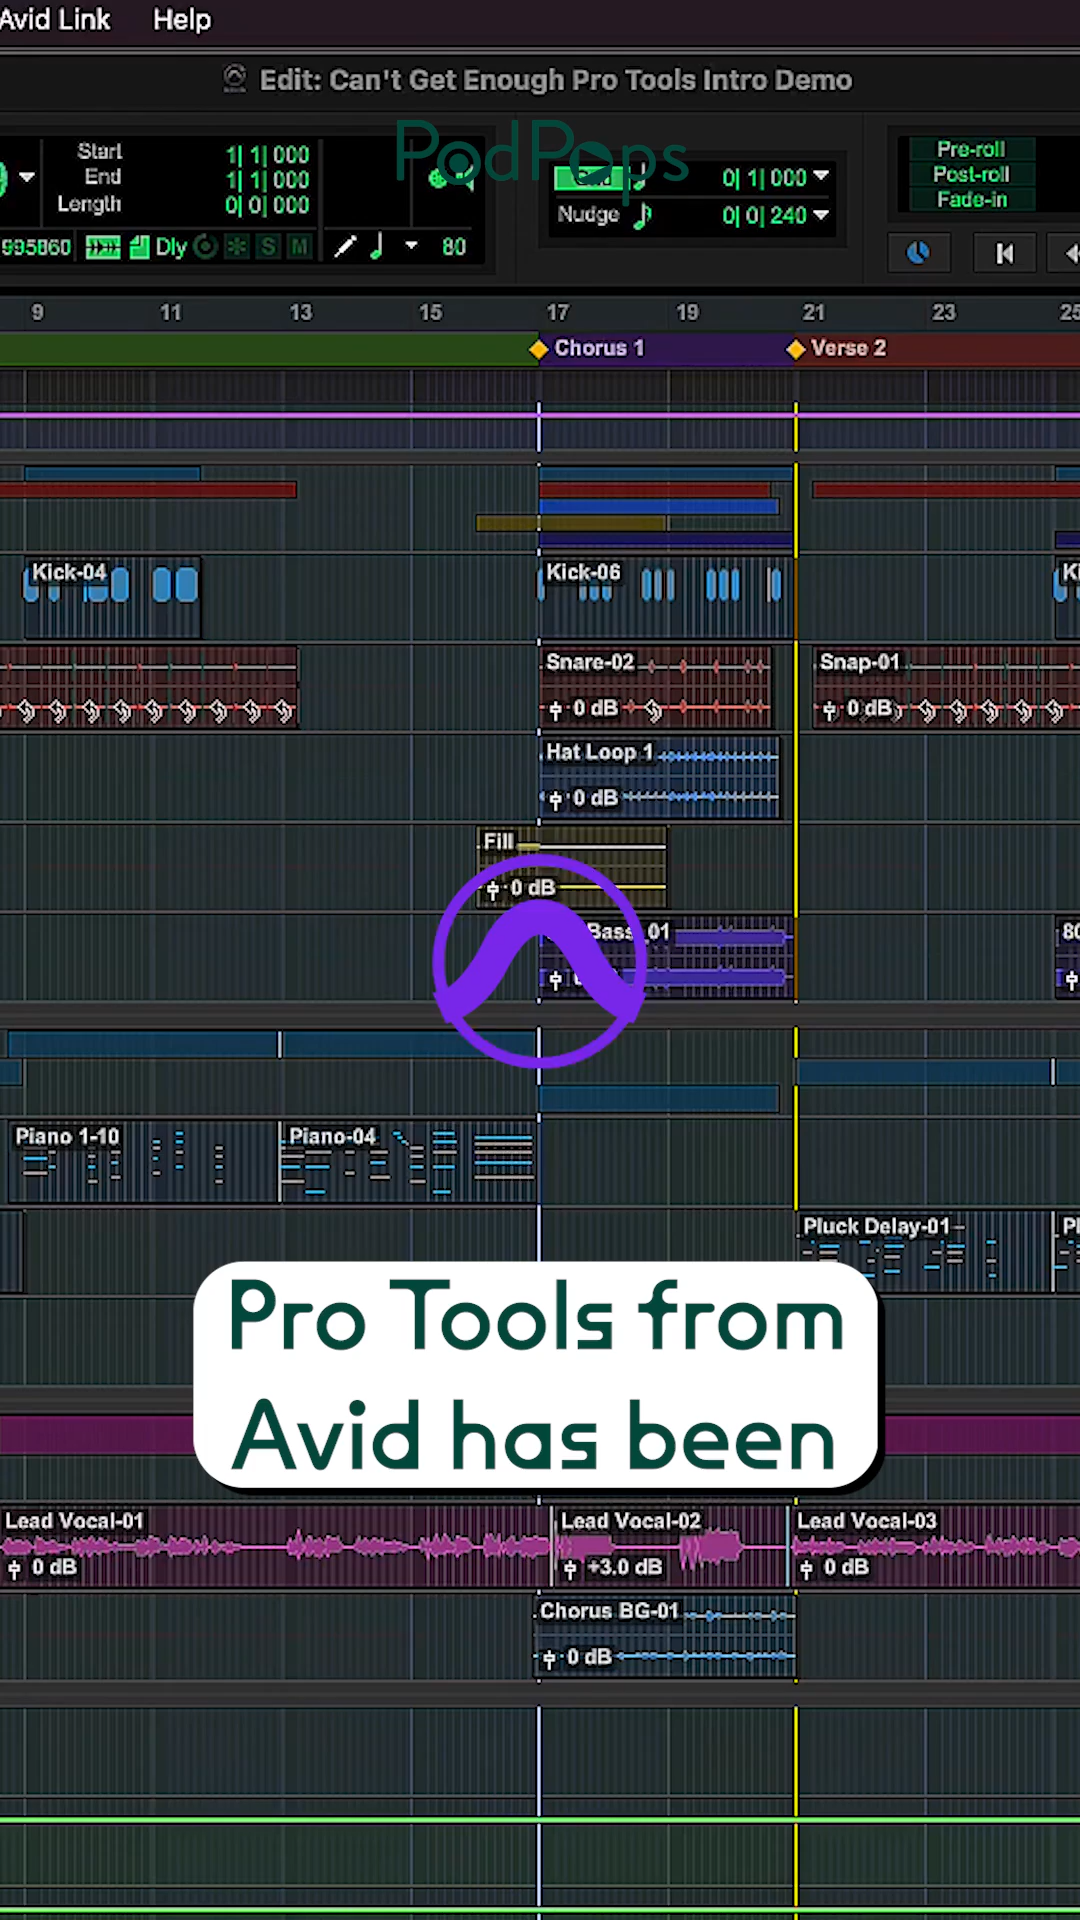 Avid Link Help
Edit: Can't Get Enough Pro Tools Intro Demo
PodPops
Start 1| 1| 000
End 1| 1| 000
Length 0| 0| 000
0| 1| 000
Nudge 0| 0| 240
Pre-roll
Post-roll
Fade-in
995860 Dly S M 80
9 11 13 15 17 19 21 23 25
Chorus 1 Verse 2
Kick-04 Kick-06 Ki
Snare-02 Snap-01
0 dB 0 dB
Hat Loop 1
0 dB
Fill
0 dB
Bass_01 80
Piano 1-10 Piano-04
Pluck Delay-01 Pl
Pro Tools from
Avid has been
Lead Vocal-01 Lead Vocal-02 Lead Vocal-03
0 dB +3.0 dB 0 dB
Chorus BG-01
0 dB